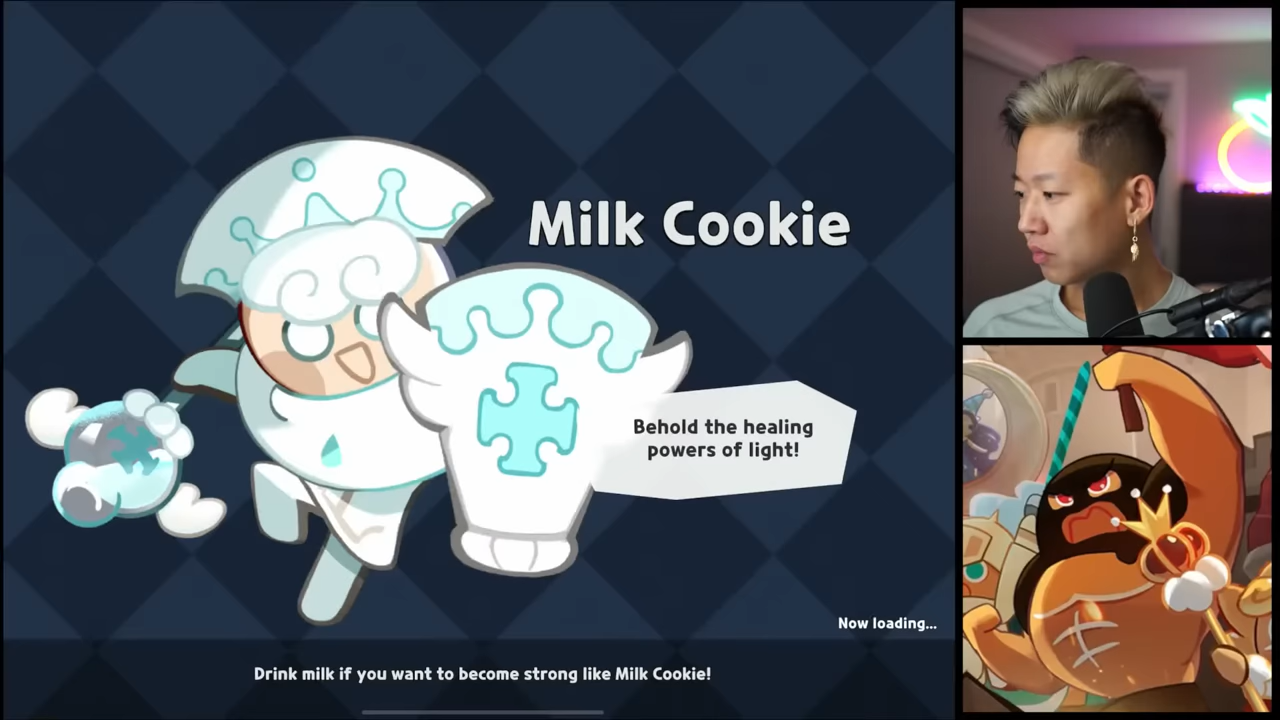 Milk Cookie
Behold the healing
powers of light!
Now loading...
Drink milk if you want to become strong like Milk Cookie!